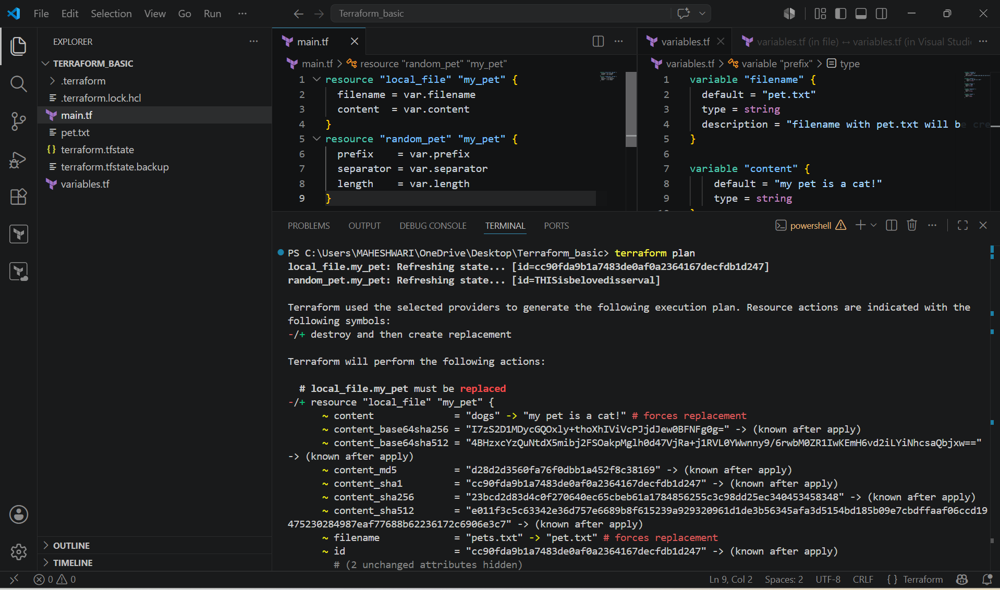 File Edit Selection View Go Run ···
Terraform_basic
EXPLORER
TERRAFORM_BASIC
.terraform
.terraform.lock.hcl
main.tf
pet.txt
terraform.tfstate
terraform.tfstate.backup
variables.tf
OUTLINE
TIMELINE
main.tf
main.tf > resource "random_pet" "my_pet"
1 resource "local_file" "my_pet" {
2 filename = var.filename
3 content = var.content
4 }
5 resource "random_pet" "my_pet" {
6 prefix = var.prefix
7 separator = var.separator
8 length = var.length
9 }
variables.tf
variables.tf (in file) ↔ variables.tf (in Visual Studi
variables.tf > variable "prefix" > type
1 variable "filename" {
2 default = "pet.txt"
3 type = string
4 description = "filename with pet.txt will be cre
5 }
6
7 variable "content" {
8 default = "my pet is a cat!"
9 type = string
PROBLEMS OUTPUT DEBUG CONSOLE TERMINAL PORTS
powershell
PS C:\Users\MAHESHWARI\OneDrive\Desktop\Terraform_basic> terraform plan
local_file.my_pet: Refreshing state... [id=cc90fda9b1a7483de0af0a2364167decfdb1d247]
random_pet.my_pet: Refreshing state... [id=THISisbelovedisserval]
Terraform used the selected providers to generate the following execution plan. Resource actions are indicated with the
following symbols:
-/+ destroy and then create replacement
Terraform will perform the following actions:
# local_file.my_pet must be replaced
-/+ resource "local_file" "my_pet" {
~ content = "dogs" -> "my pet is a cat!" # forces replacement
~ content_base64sha256 = "I7zS2D1MDycGQOxly+thoXhIViVcPJjdJew0BFNFg0g=" -> (known after apply)
~ content_base64sha512 = "4BHzxcYzQuNtdX5mibj2FSOakpMglh0d47VjRa+j1RVL0YWwnny9/6rwbM0ZR1IwKEmH6vd2iLYiNhcsaQbjxw=="
-> (known after apply)
~ content_md5 = "d28d2d3560fa76f0dbb1a452f8c38169" -> (known after apply)
~ content_sha1 = "cc90fda9b1a7483de0af0a2364167decfdb1d247" -> (known after apply)
~ content_sha256 = "23bcd2d83d4c0f270640ec65cbeb61a1784856255c3c98dd25ec340453458348" -> (known after apply)
~ content_sha512 = "e011f3c5c63342e36d757e6689b8f615239a929320961d1de3b56345afa3d5154bd185b09e7cbdffaaf06ccd19
475230284987eaf77688b62236172c6906e3c7" -> (known after apply)
~ filename = "pets.txt" -> "pet.txt" # forces replacement
~ id = "cc90fda9b1a7483de0af0a2364167decfdb1d247" -> (known after apply)
# (2 unchanged attributes hidden)
0 0
Ln 9, Col 2 Spaces: 2 UTF-8 CRLF { } Terraform